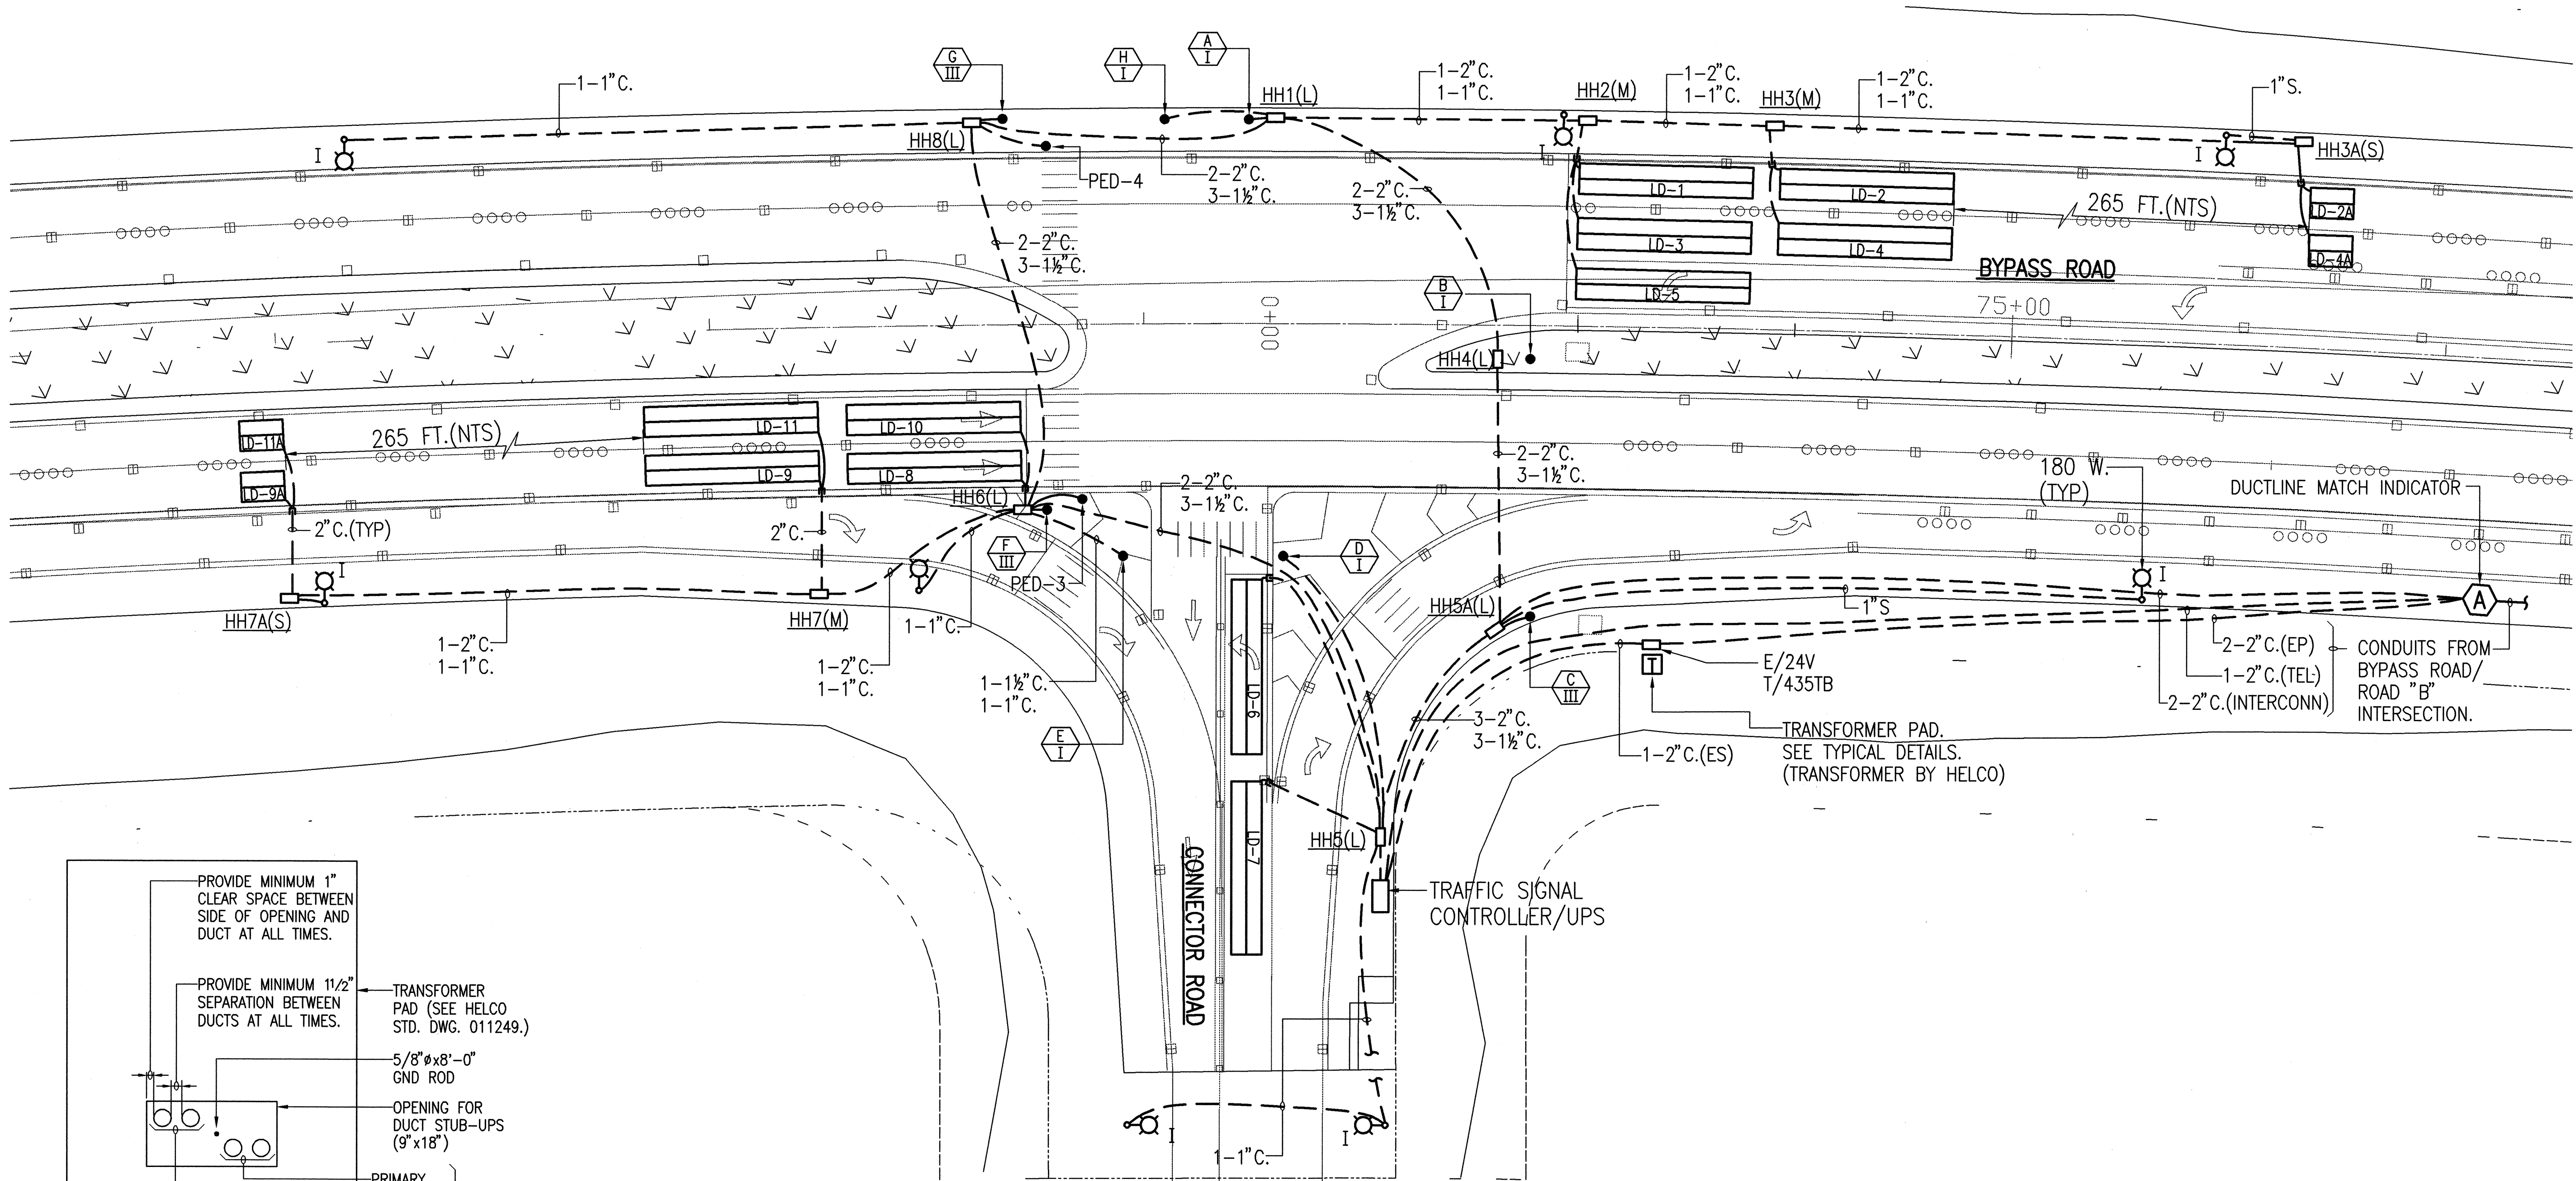 1-1"C.
G
III
H
I
A
I
HH1(L)
1-2"C.
1-1"C.
HH2(M)
1-2"C.
1-1"C.
HH3(M)
1-2"C.
1-1"C.
1"S.
HH3A(S)
I
HH8(L)
PED-4
2-2"C.
3-1½"C.
2-2"C.
3-1½"C.
I
I
LD-1
LD-2
LD-3
LD-4
LD-5
265 FT.(NTS)
LD-2A
LD-4A
2-2"C.
3-1½"C.
B
I
BYPASS ROAD
75+00
0+00
HH4(L)
LD-11A
LD-9A
265 FT.(NTS)
LD-11
LD-10
LD-9
LD-8
2-2"C.
3-1½"C.
2-2"C.
3-1½"C.
180 W.
(TYP)
DUCTLINE MATCH INDICATOR
HH6(L)
2"C.(TYP)
2"C.
F
III
PED-3
D
I
I
I
A
HH7A(S)
HH7(M)
1-1"C.
HH5A(L)
1"S
1-2"C.
1-1"C.
1-2"C.
1-1"C.
1-1½"C.
1-1"C.
E
I
LD-6
C
III
E/24V
T/435TB
2-2"C.(EP)
1-2"C.(TEL)
2-2"C.(INTERCONN)
CONDUITS FROM
BYPASS ROAD/
ROAD "B"
INTERSECTION.
T
3-2"C.
3-1½"C.
1-2"C.(ES)
TRANSFORMER PAD.
SEE TYPICAL DETAILS.
(TRANSFORMER BY HELCO)
HH5(L)
LD-7
CONNECTOR ROAD
TRAFFIC SIGNAL
CONTROLLER/UPS
PROVIDE MINIMUM 1"
CLEAR SPACE BETWEEN
SIDE OF OPENING AND
DUCT AT ALL TIMES.
PROVIDE MINIMUM 11/2"
SEPARATION BETWEEN
DUCTS AT ALL TIMES.
TRANSFORMER
PAD (SEE HELCO
STD. DWG. 011249.)
5/8"øx8'-0"
GND ROD
OPENING FOR
DUCT STUB-UPS
(9"x18")
I
I
1-1"C.
PRIMARY